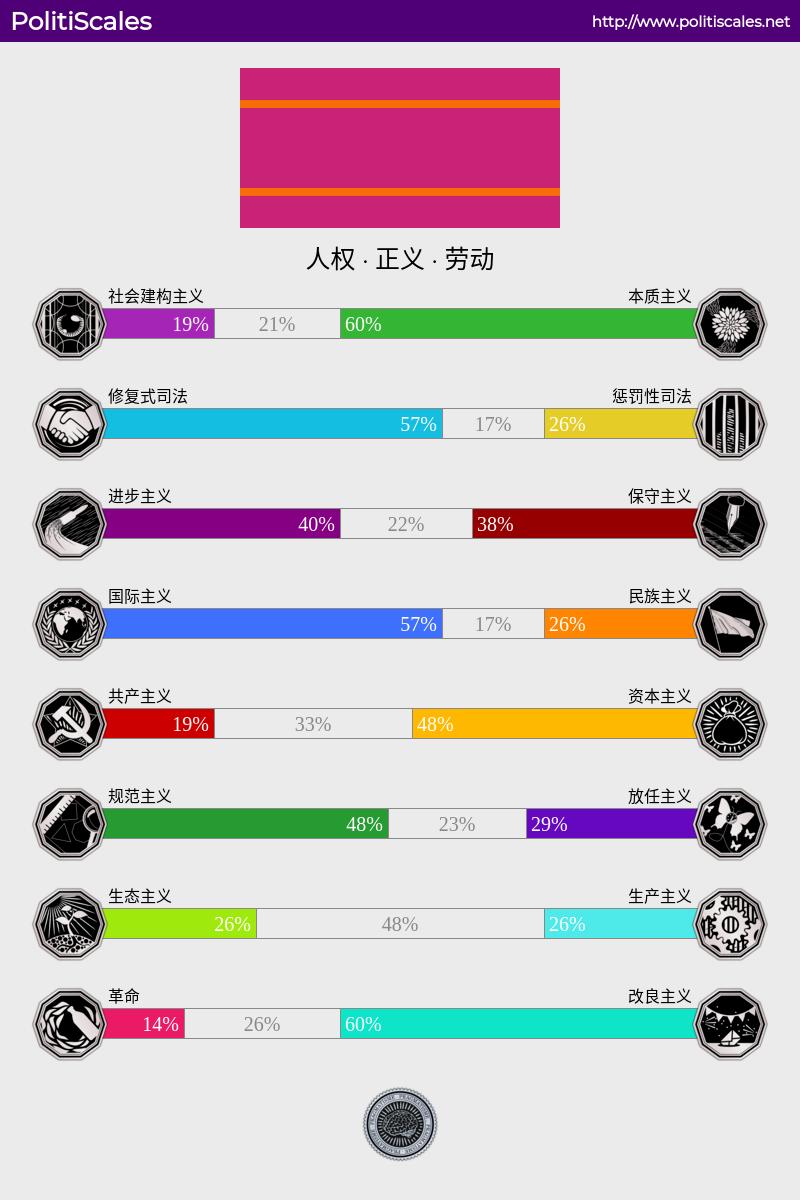 PolitiScales
http://www.politiscales.net
人权 · 正义 · 劳动
社会建构主义 本质主义
19% 21% 60%
修复式司法 惩罚性司法
57% 17% 26%
进步主义 保守主义
40% 22% 38%
国际主义 民族主义
57% 17% 26%
共产主义 资本主义
19% 33% 48%
规范主义 放任主义
48% 23% 29%
生态主义 生产主义
26% 48% 26%
革命 改良主义
14% 26% 60%